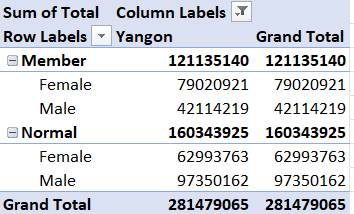 Sum of Total Column Labels
Row Labels Yangon Grand Total
Member 121135140 121135140
Female 79020921 79020921
Male 42114219 42114219
Normal 160343925 160343925
Female 62993763 62993763
Male 97350162 97350162
Grand Total 281479065 281479065